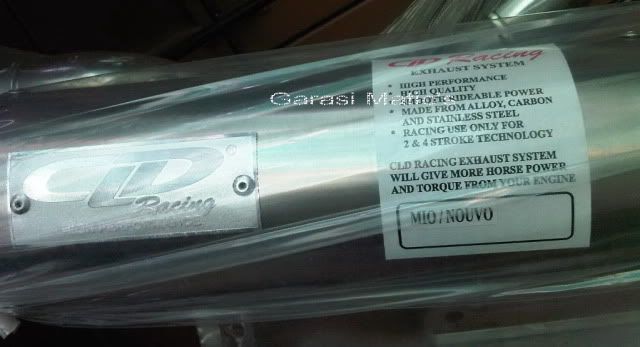 CLD Racing
EXHAUST SYSTEM
• HIGH PERFORMANCE
• HIGH QUALITY
RIDEABLE POWER
• MADE FROM ALLOY, CARBON
AND STAINLESS STEEL
• RACING USE ONLY FOR
2 & 4 STROKE TECHNOLOGY
CLD RACING EXHAUST SYSTEM
WILL GIVE MORE HORSE POWER
AND TORQUE FROM YOUR ENGINE
MIO / NOUVO
Garasi
CLD ®
Racing